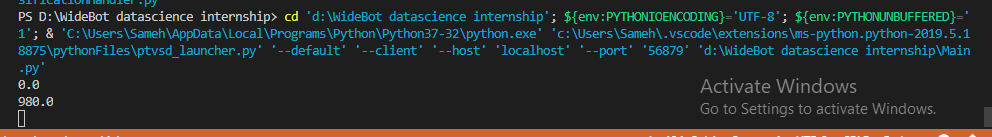 sificationHandler.py
PS D:\WideBot datascience internship> cd 'd:\WideBot datascience internship'; ${env:PYTHONIOENCODING}='UTF-8'; ${env:PYTHONUNBUFFERED}='
1'; & 'C:\Users\Sameh\AppData\Local\Programs\Python\Python37-32\python.exe' 'c:\Users\Sameh\.vscode\extensions\ms-python.python-2019.5.1
8875\pythonFiles\ptvsd_launcher.py' '--default' '--client' '--host' 'localhost' '--port' '56879' 'd:\WideBot datascience internship\Main
.py'
0.0
980.0
Activate Windows
Go to Settings to activate Windows.